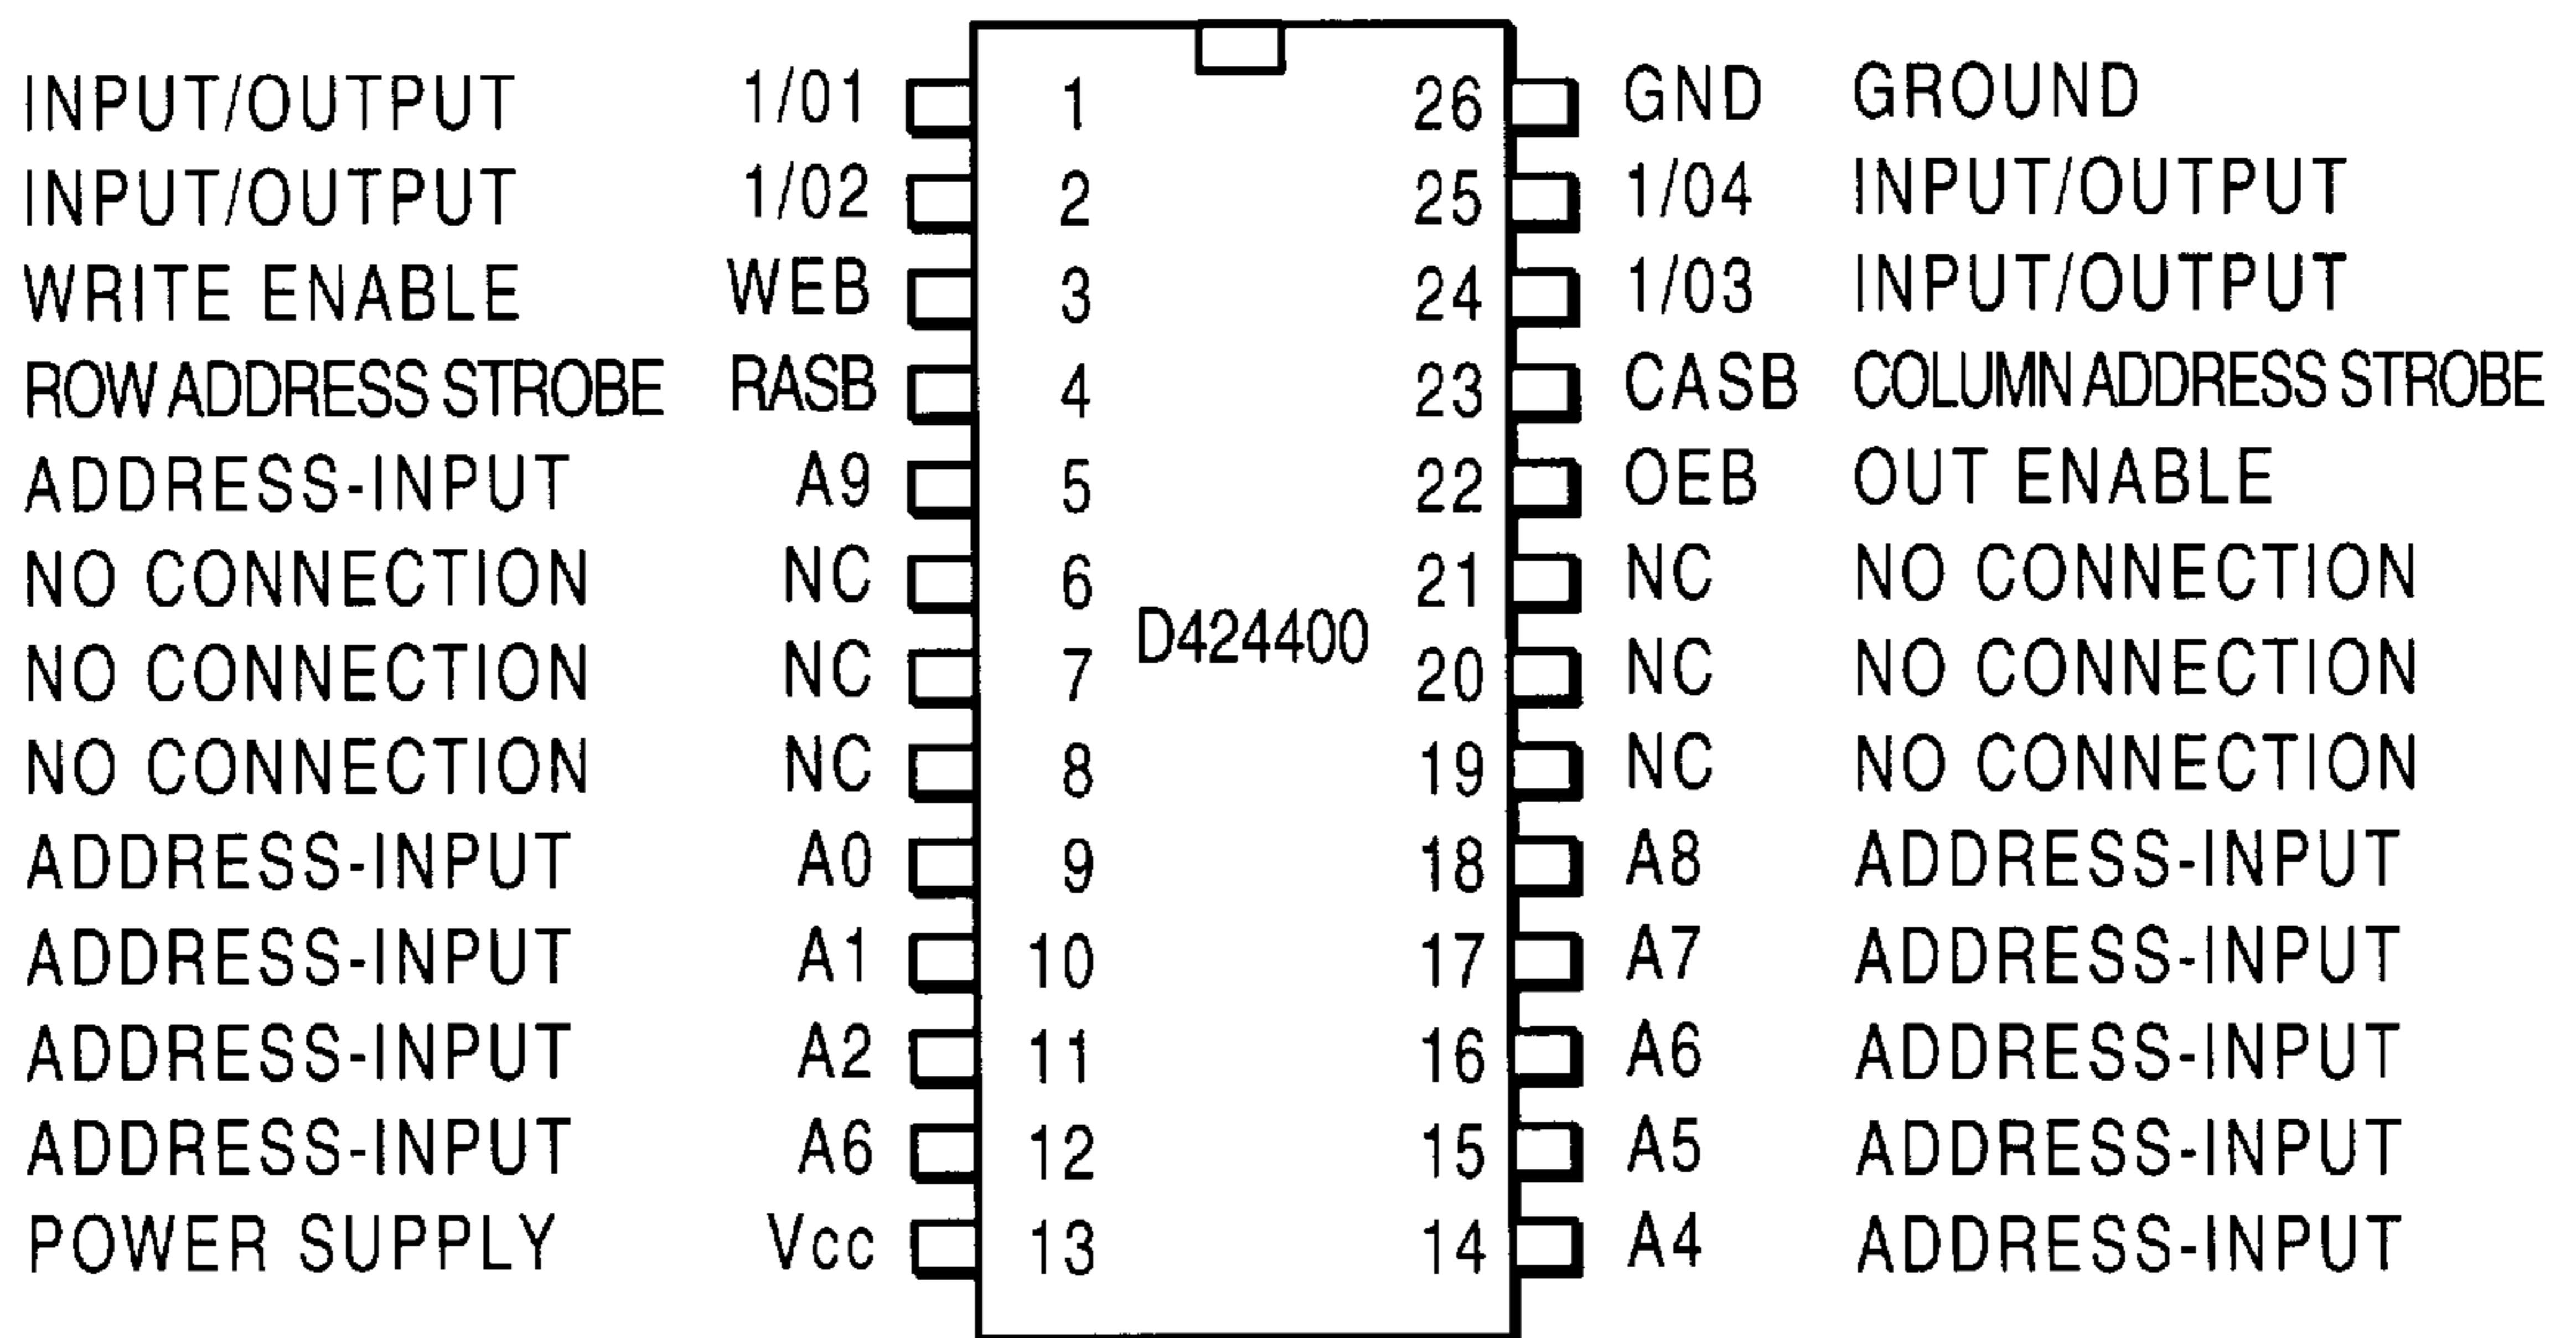 INPUT/OUTPUT 1/01 1 26 GND GROUND
INPUT/OUTPUT 1/02 2 25 1/04 INPUT/OUTPUT
WRITE ENABLE WEB 3 24 1/03 INPUT/OUTPUT
ROW ADDRESS STROBE RASB 4 23 CASB COLUMN ADDRESS STROBE
ADDRESS-INPUT A9 5 22 OEB OUT ENABLE
NO CONNECTION NC 6 21 NC NO CONNECTION
D424400
NO CONNECTION NC 7 20 NC NO CONNECTION
NO CONNECTION NC 8 19 NC NO CONNECTION
ADDRESS-INPUT A0 9 18 A8 ADDRESS-INPUT
ADDRESS-INPUT A1 10 17 A7 ADDRESS-INPUT
ADDRESS-INPUT A2 11 16 A6 ADDRESS-INPUT
ADDRESS-INPUT A6 12 15 A5 ADDRESS-INPUT
POWER SUPPLY Vcc 13 14 A4 ADDRESS-INPUT